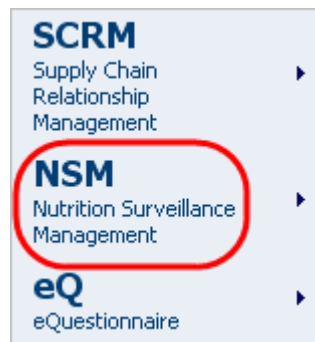 SCRM
Supply Chain
Relationship
Management
NSM
Nutrition Surveillance
Management
eQ
eQuestionnaire